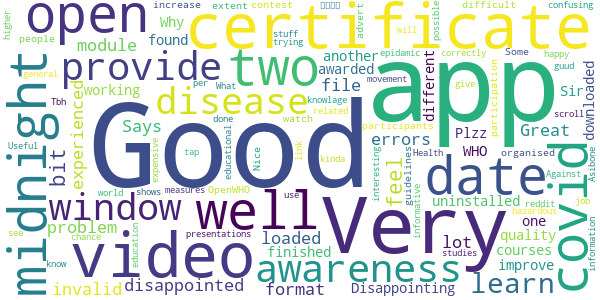 Good
app
Very
certificate
open
two
provide
disease
video
midnight
window
well
awareness
covid
date
learn
increase
extent
contest
difficult
confusing
higher
people
Why
found
stuff
trying
advert
will
possible
module
another
awarded
working
per
What
epidemic
correctly
happy
general
Some
guud
Tbh
file
knowlage
movement
give
participation
Sir
experienced
Says
done
related
different
downloaded
bit
watch
participants
Great
scroll
Useful
tap
educational
link
errors
Plzz
WHO
expensive
Nice
kinda
feel
guidelines
Health
organised
Against
Asibone
world
shows
measures
OpenWHO
use
uninstalled
reddit
job
problem
loaded
lot
one
interesting
informative
quality
hazardous
see
chance
education
presentations
finished
studies
courses
information
know
disappointed
format
Disappointing
improve
invalid